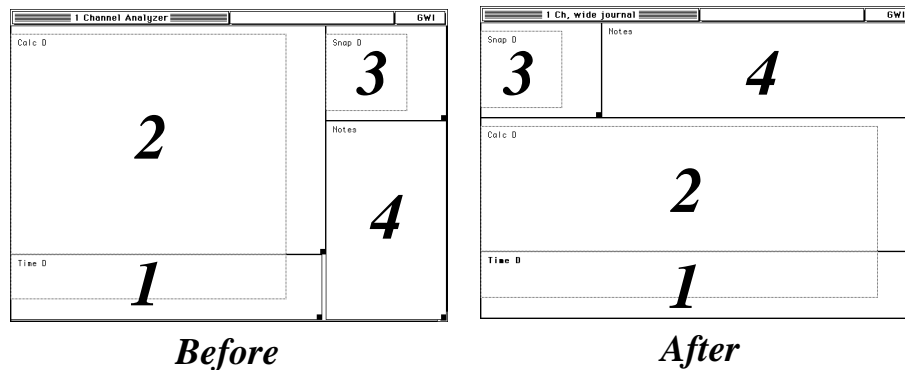 1 Channel Analyzer GWI
Calc D
2
Snap D
3
Notes
4
Time D
1
Before
1 Ch, wide journal GWI
Snap D
3
Notes
4
Calc D
2
Time D
1
After